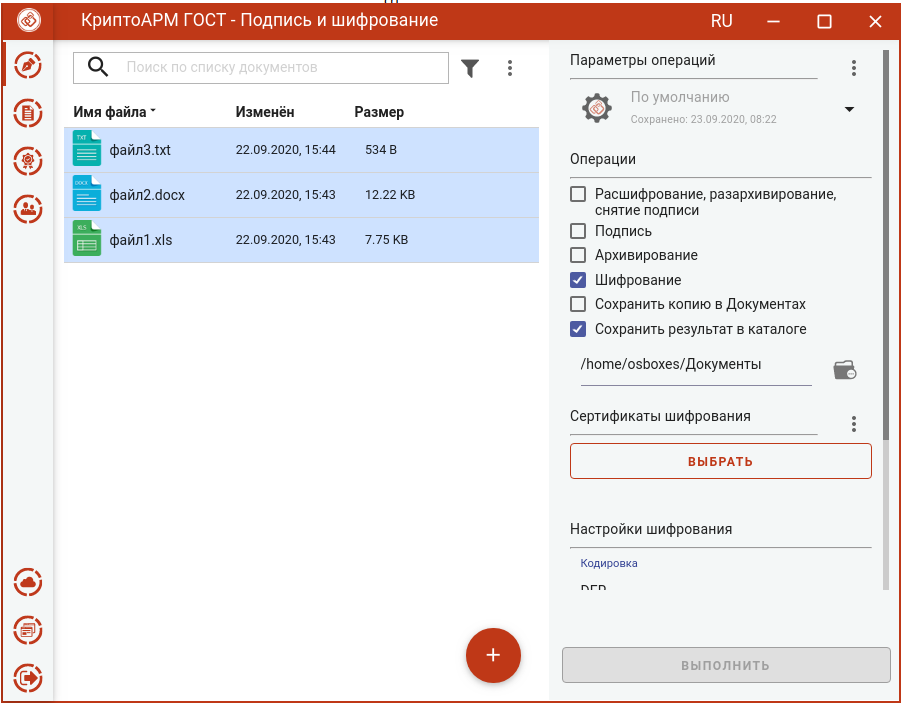 КриптоАРМ ГОСТ - Подпись и шифрование
RU
Поиск по списку документов
Имя файла
Изменён
Размер
TXT
файл3.txt
22.09.2020, 15:44
534 B
DOCX
файл2.docx
22.09.2020, 15:43
12.22 KB
XLS
файл1.xls
22.09.2020, 15:43
7.75 KB
Параметры операций
По умолчанию
Сохранено: 23.09.2020, 08:22
Операции
Расшифрование, разархивирование,
снятие подписи
Подпись
Архивирование
Шифрование
Сохранить копию в Документах
Сохранить результат в каталоге
/home/osboxes/Документы
Сертификаты шифрования
ВЫБРАТЬ
Настройки шифрования
Кодировка
ВЫПОЛНИТЬ